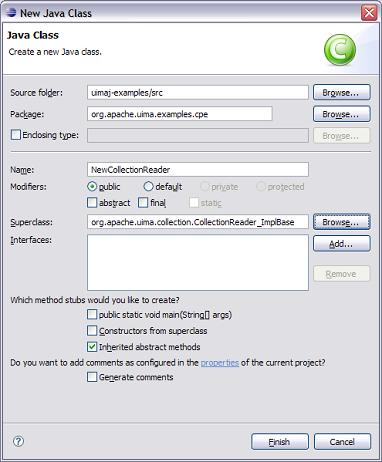 New Java Class
Java Class
Create a new Java class.
C
Source folder: uimaj-examples/src Browse...
Package: org.apache.uima.examples.cpe Browse...
Enclosing type: Browse...
Name: NewCollectionReader
Modifiers: public default private protected
abstract final static
Superclass: org.apache.uima.collection.CollectionReader_ImplBase Browse...
Interfaces: Add...
Remove
Which method stubs would you like to create?
public static void main(String[] args)
Constructors from superclass
Inherited abstract methods
Do you want to add comments as configured in the properties of the current project?
Generate comments
? Finish Cancel